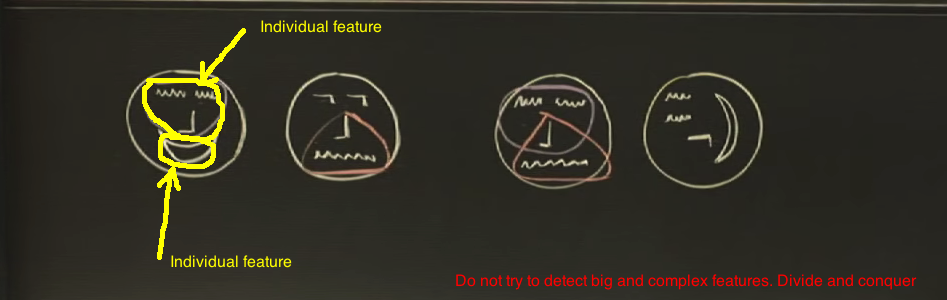 Individual feature
Individual feature
Do not try to detect big and complex features. Divide and conquer